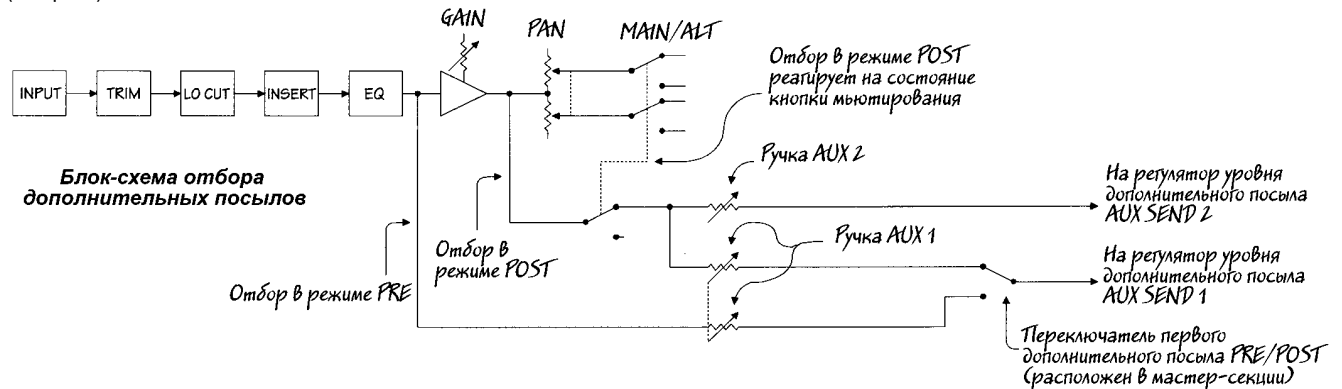 GAIN
PAN
MAIN/ALT
INPUT
TRIM
LO CUT
INSERT
EQ
Отбор в режиме POST
реагирует на состояние
кнопки мьютирования
Блок-схема отбора
дополнительных посылов
Ручка AUX 2
На регулятор уровня
дополнительного посыла
AUX SEND 2
Отбор в
режиме POST
Ручка AUX 1
На регулятор уровня
дополнительного посыла
AUX SEND 1
Отбор в режиме PRE
Переключатель первого
дополнительного посыла PRE/POST
(расположен в мастер-секции)